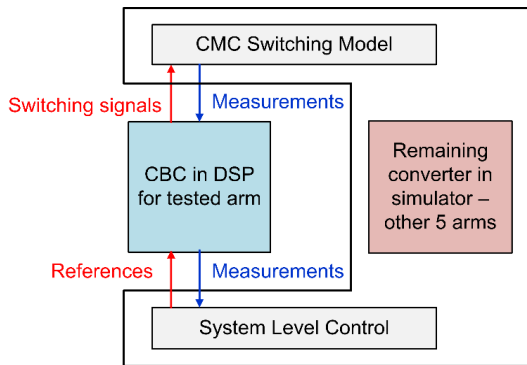 CMC Switching Model
Switching signals
Measurements
CBC in DSP
for tested arm
Remaining
converter in
simulator –
other 5 arms
References
Measurements
System Level Control